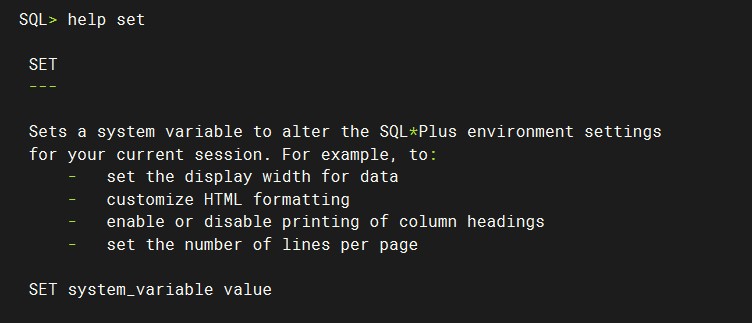 SQL> help set
SET
---
Sets a system variable to alter the SQL*Plus environment settings
for your current session. For example, to:
- set the display width for data
- customize HTML formatting
- enable or disable printing of column headings
- set the number of lines per page
SET system_variable value